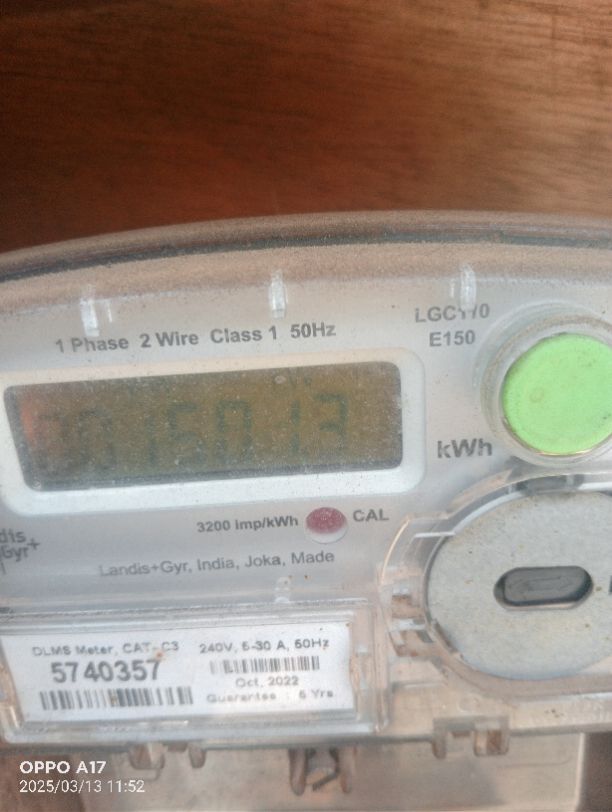 1 Phase 2 Wire Class 1 50Hz
LGC110
E150
kWh
3200 imp/kWh
CAL
dis
Gyr+
Landis+Gyr, India, Joka, Made
DLMS Meter, CAT- C3
240V, 5-30 A, 50Hz
5740357
Oct, 2022
Guarantee : 5 Yrs
OPPO A17
2025/03/13 11:52